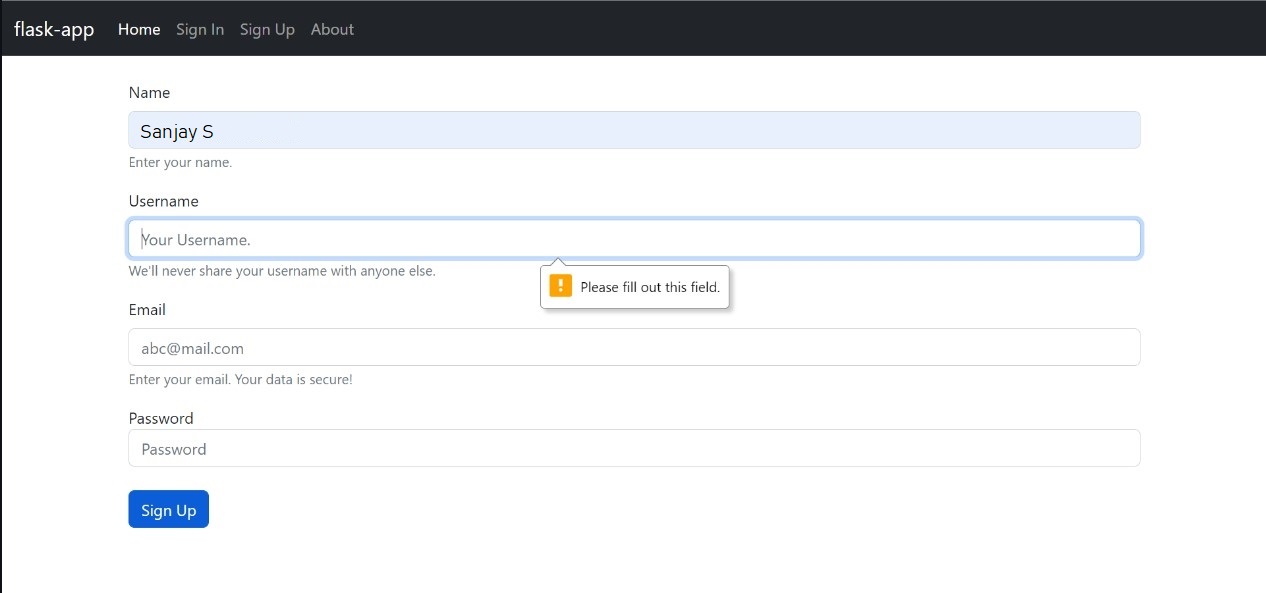 flask-app Home Sign In Sign Up About
Name
Sanjay S
Enter your name.
Username
Your Username.
We'll never share your username with anyone else.
! Please fill out this field.
Email
abc@mail.com
Enter your email. Your data is secure!
Password
Password
Sign Up